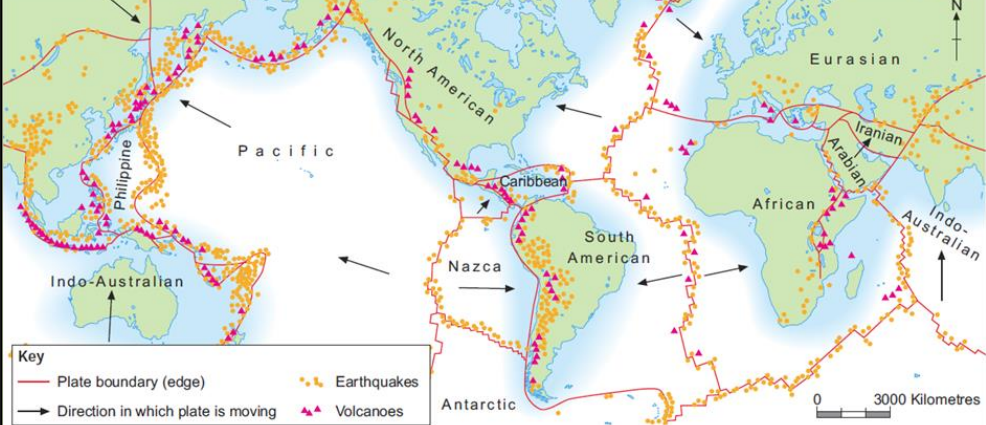 N
North
American
Eurasian
Pacific
Philippine
Iranian
Arabian
Caribbean
African
Indo-
Australian
South
American
Nazca
Indo-Australian
Key
Plate boundary (edge)
Earthquakes
Direction in which plate is moving
Volcanoes
Antarctic
0 3000 Kilometres